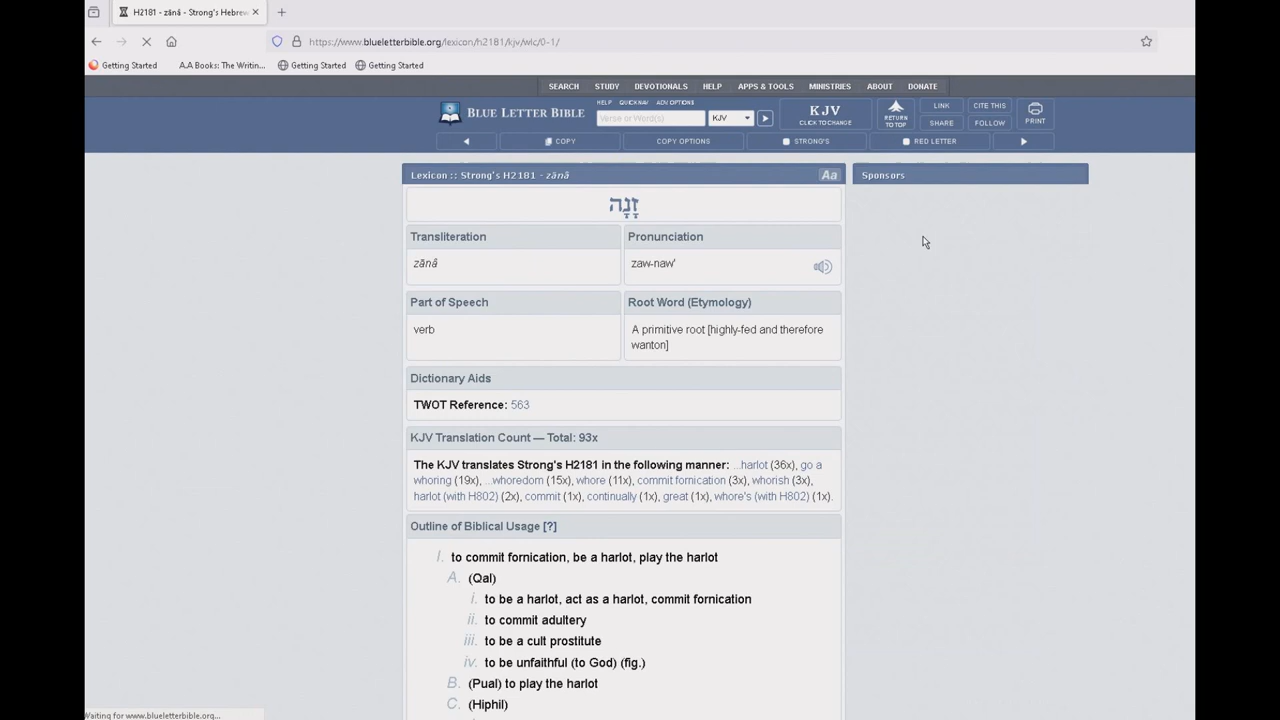 H2181 - zānâ - Strong's Hebrew
https://www.blueletterbible.org/lexicon/h2181/kjv/wlc/0-1/
Getting Started A.A Books: The Writin... Getting Started Getting Started
SEARCH STUDY DEVOTIONALS HELP APPS & TOOLS MINISTRIES ABOUT DONATE
HELP QUICKNAV ADV OPTIONS
BLUE LETTER BIBLE Verse or Word(s) KJV
KJV
CLICK TO CHANGE
RETURN
TO TOP
LINK CITE THIS
SHARE FOLLOW
PRINT
COPY COPY OPTIONS STRONG'S RED LETTER
Lexicon :: Strong's H2181 - zānâ Aa
Sponsors
זָנָה
Transliteration Pronunciation
zānâ zaw-naw'
Part of Speech Root Word (Etymology)
verb A primitive root [highly-fed and therefore
wanton]
Dictionary Aids
TWOT Reference: 563
KJV Translation Count — Total: 93x
The KJV translates Strong's H2181 in the following manner: ...harlot (36x), go a
whoring (19x), ...whoredom (15x), whore (11x), commit fornication (3x), whorish (3x),
harlot (with H802) (2x), commit (1x), continually (1x), great (1x), whore's (with H802) (1x).
Outline of Biblical Usage [?]
I. to commit fornication, be a harlot, play the harlot
A. (Qal)
i. to be a harlot, act as a harlot, commit fornication
ii. to commit adultery
iii. to be a cult prostitute
iv. to be unfaithful (to God) (fig.)
B. (Pual) to play the harlot
C. (Hiphil)
Waiting for www.blueletterbible.org...